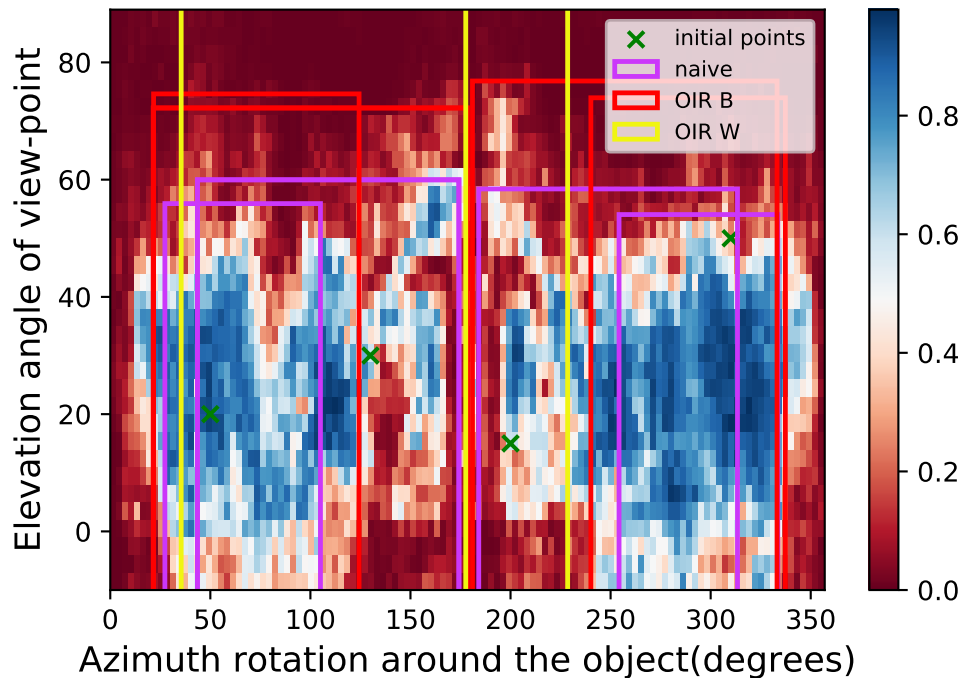 Elevation angle of view-point
80
60
40
20
0
initial points
naive
OIR B
OIR W
0.8
0.6
0.4
0.2
0.0
0 50 100 150 200 250 300 350
Azimuth rotation around the object(degrees)